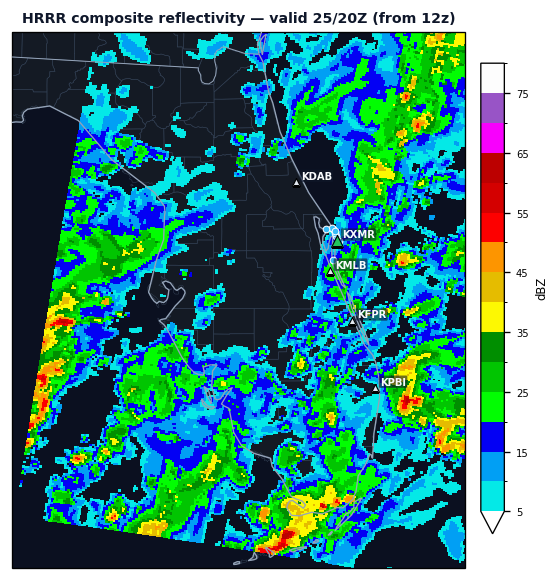 HRRR composite reflectivity — valid 25/20Z (from 12z)
75
65
55
45
35
25
15
5
dBZ
KDAB
KXMR
KMLB
KFPR
KPBI